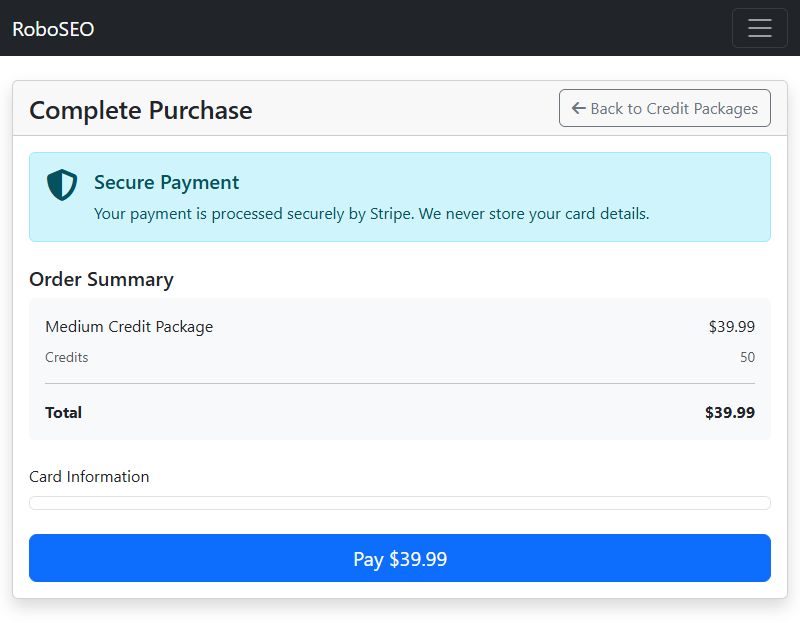 RoboSEO
Complete Purchase
Back to Credit Packages
Secure Payment
Your payment is processed securely by Stripe. We never store your card details.
Order Summary
Medium Credit Package $39.99
Credits 50
Total $39.99
Card Information
Pay $39.99